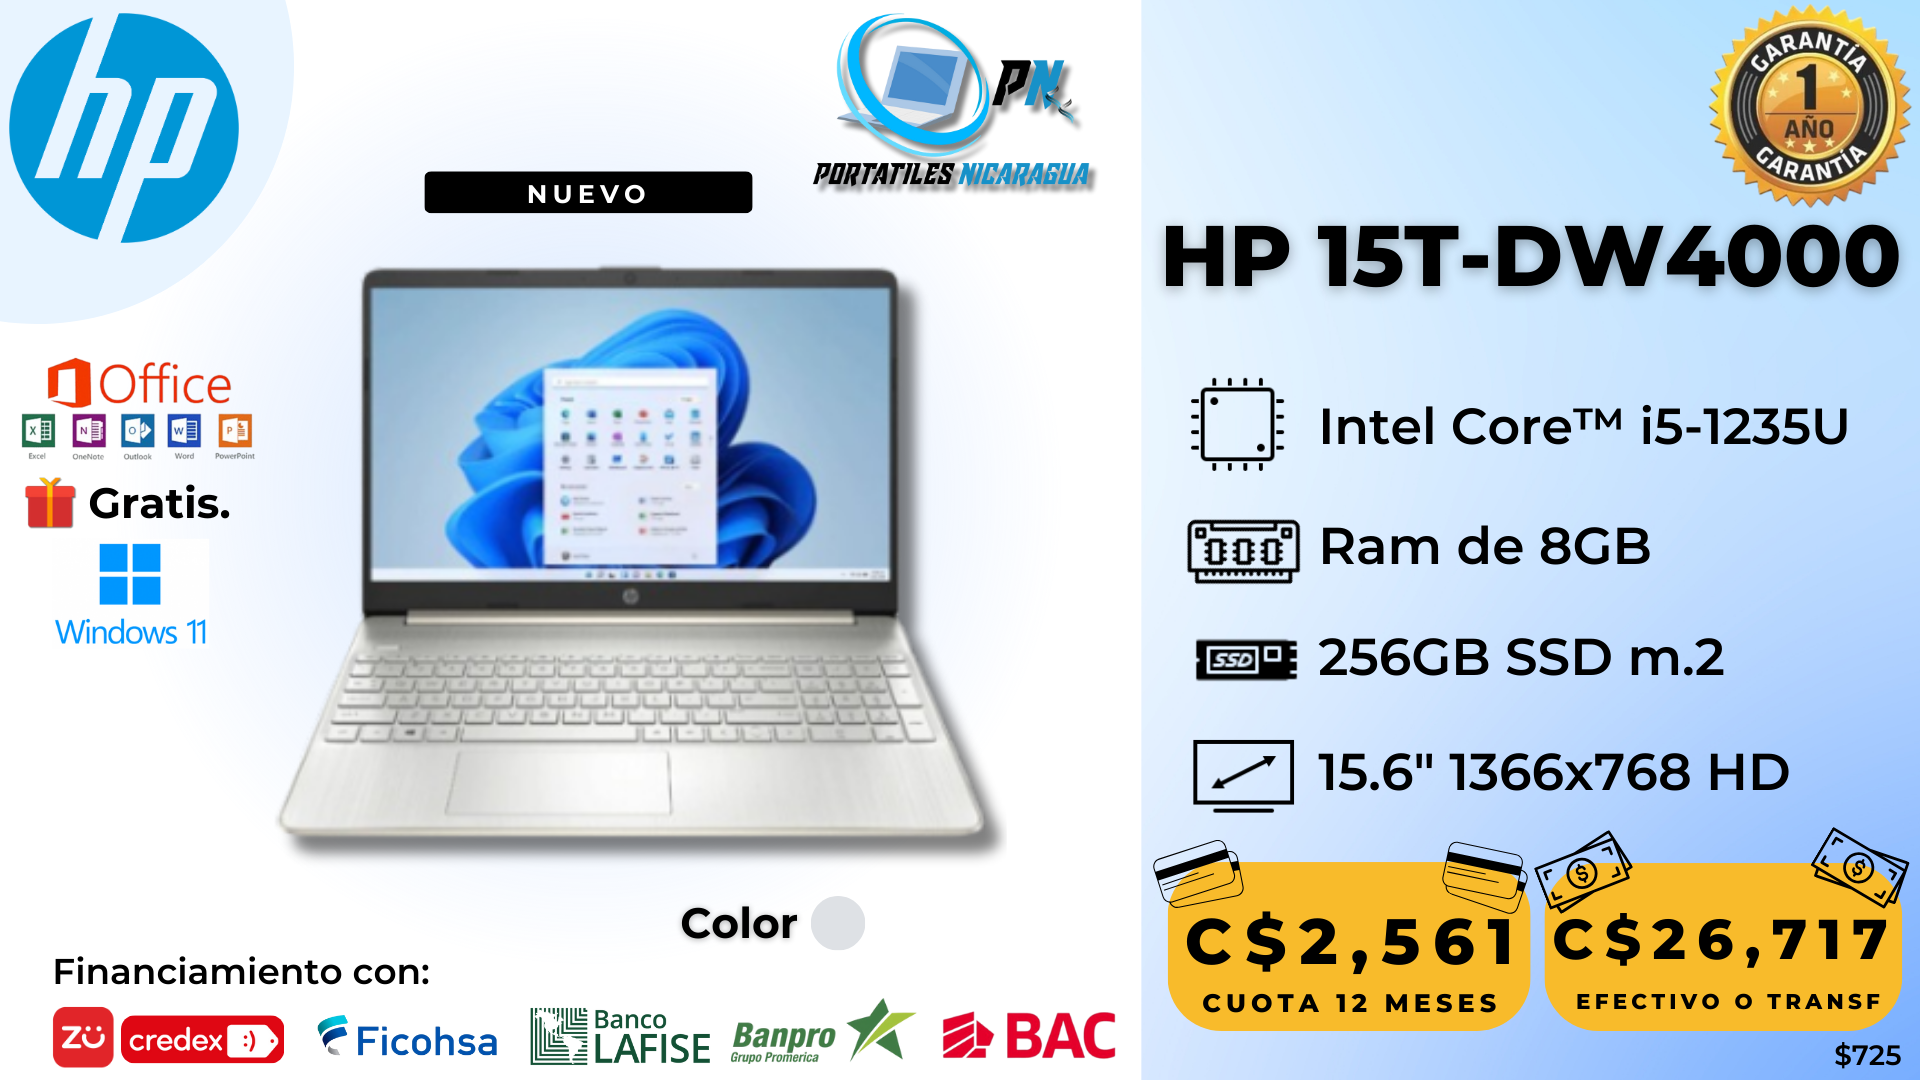 hp
PN
PORTATILES NICARAGUA
NUEVO
GARANTÍA
1
AÑO
GARANTÍA
HP 15T-DW4000
Office
Excel
OneNote
Outlook
Word
PowerPoint
Gratis.
Windows 11
Intel Core™ i5-1235U
Ram de 8GB
SSD
256GB SSD m.2
15.6" 1366x768 HD
Color
Financiamiento con:
zū
credex :)
Ficohsa
Banco
LAFISE
Banpro
Grupo Promerica
BAC
C$2,561
CUOTA 12 MESES
C$26,717
EFECTIVO O TRANSF
$725